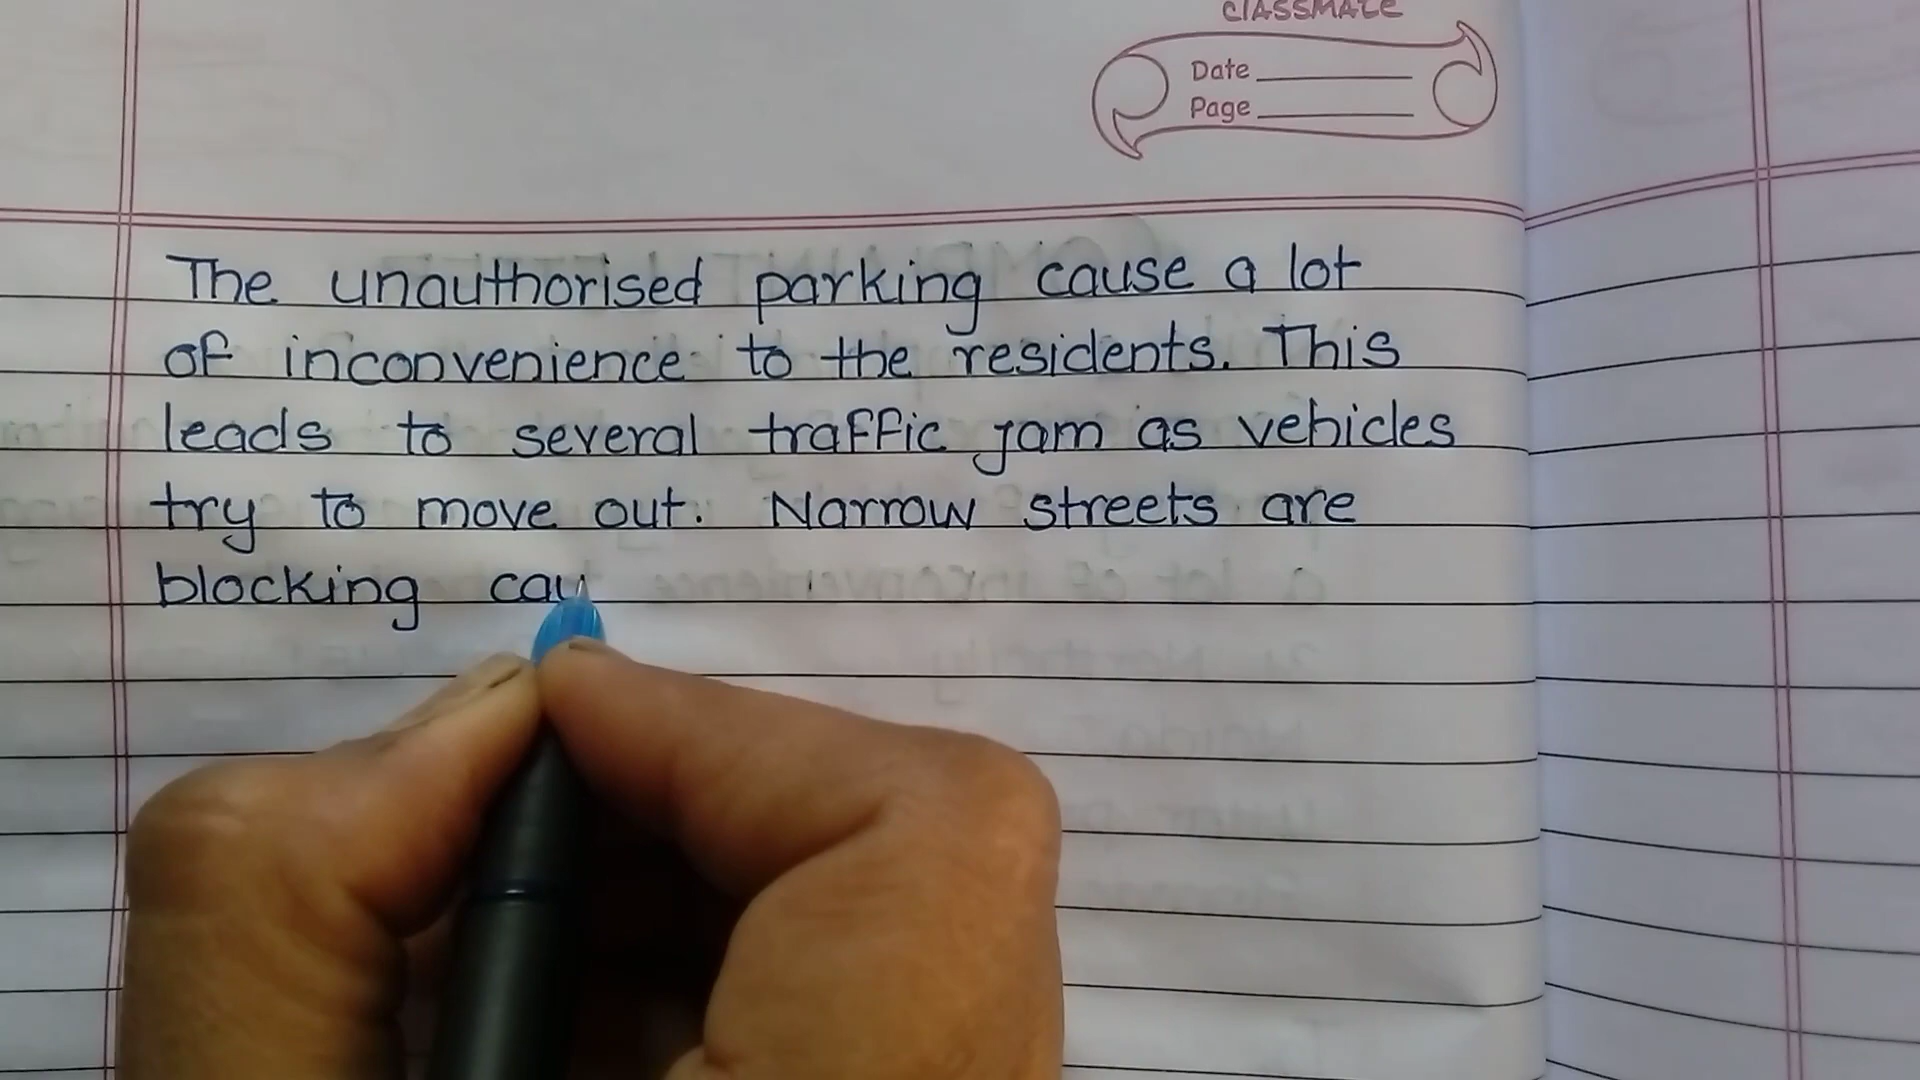 classmate
Date
Page
The unauthorised parking cause a lot
of inconvenience to the residents. This
leads to several traffic jam as vehicles
try to move out. Narrow streets are
blocking cau